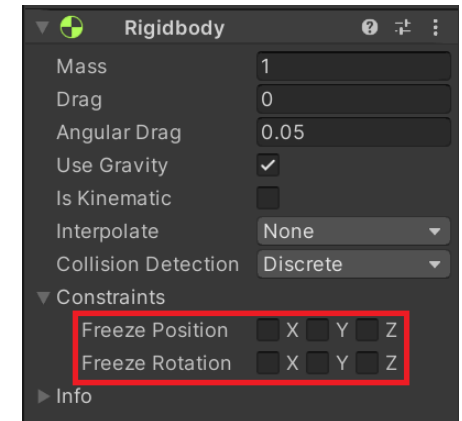 Rigidbody
Mass 1
Drag 0
Angular Drag 0.05
Use Gravity
Is Kinematic
Interpolate None
Collision Detection Discrete
Constraints
Freeze Position X Y Z
Freeze Rotation X Y Z
Info